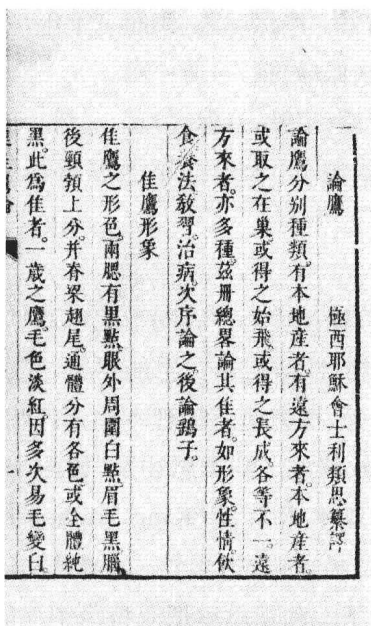 論鷹　極西耶穌會士利類思纂譯
論鷹分別種類。有本地產者。有遠方來者。本地產者。
或取之在巢。或得之始飛。或得之長成。各等不一。遠
方來者。亦多種。茲冊總畧論其佳者。如形象。性情。飲
食。養法。教習。治病。次序論之。後論鷂子。
佳鷹形象
佳鷹之形色。兩腮有黑點。眼外周圍白點。眉毛黑臕。
後頸領上分。并脊梁趐尾。通體分有各色。或全體純
黑。此爲佳者。一歲之鷹。毛色淡紅。因多次易毛變白。
一